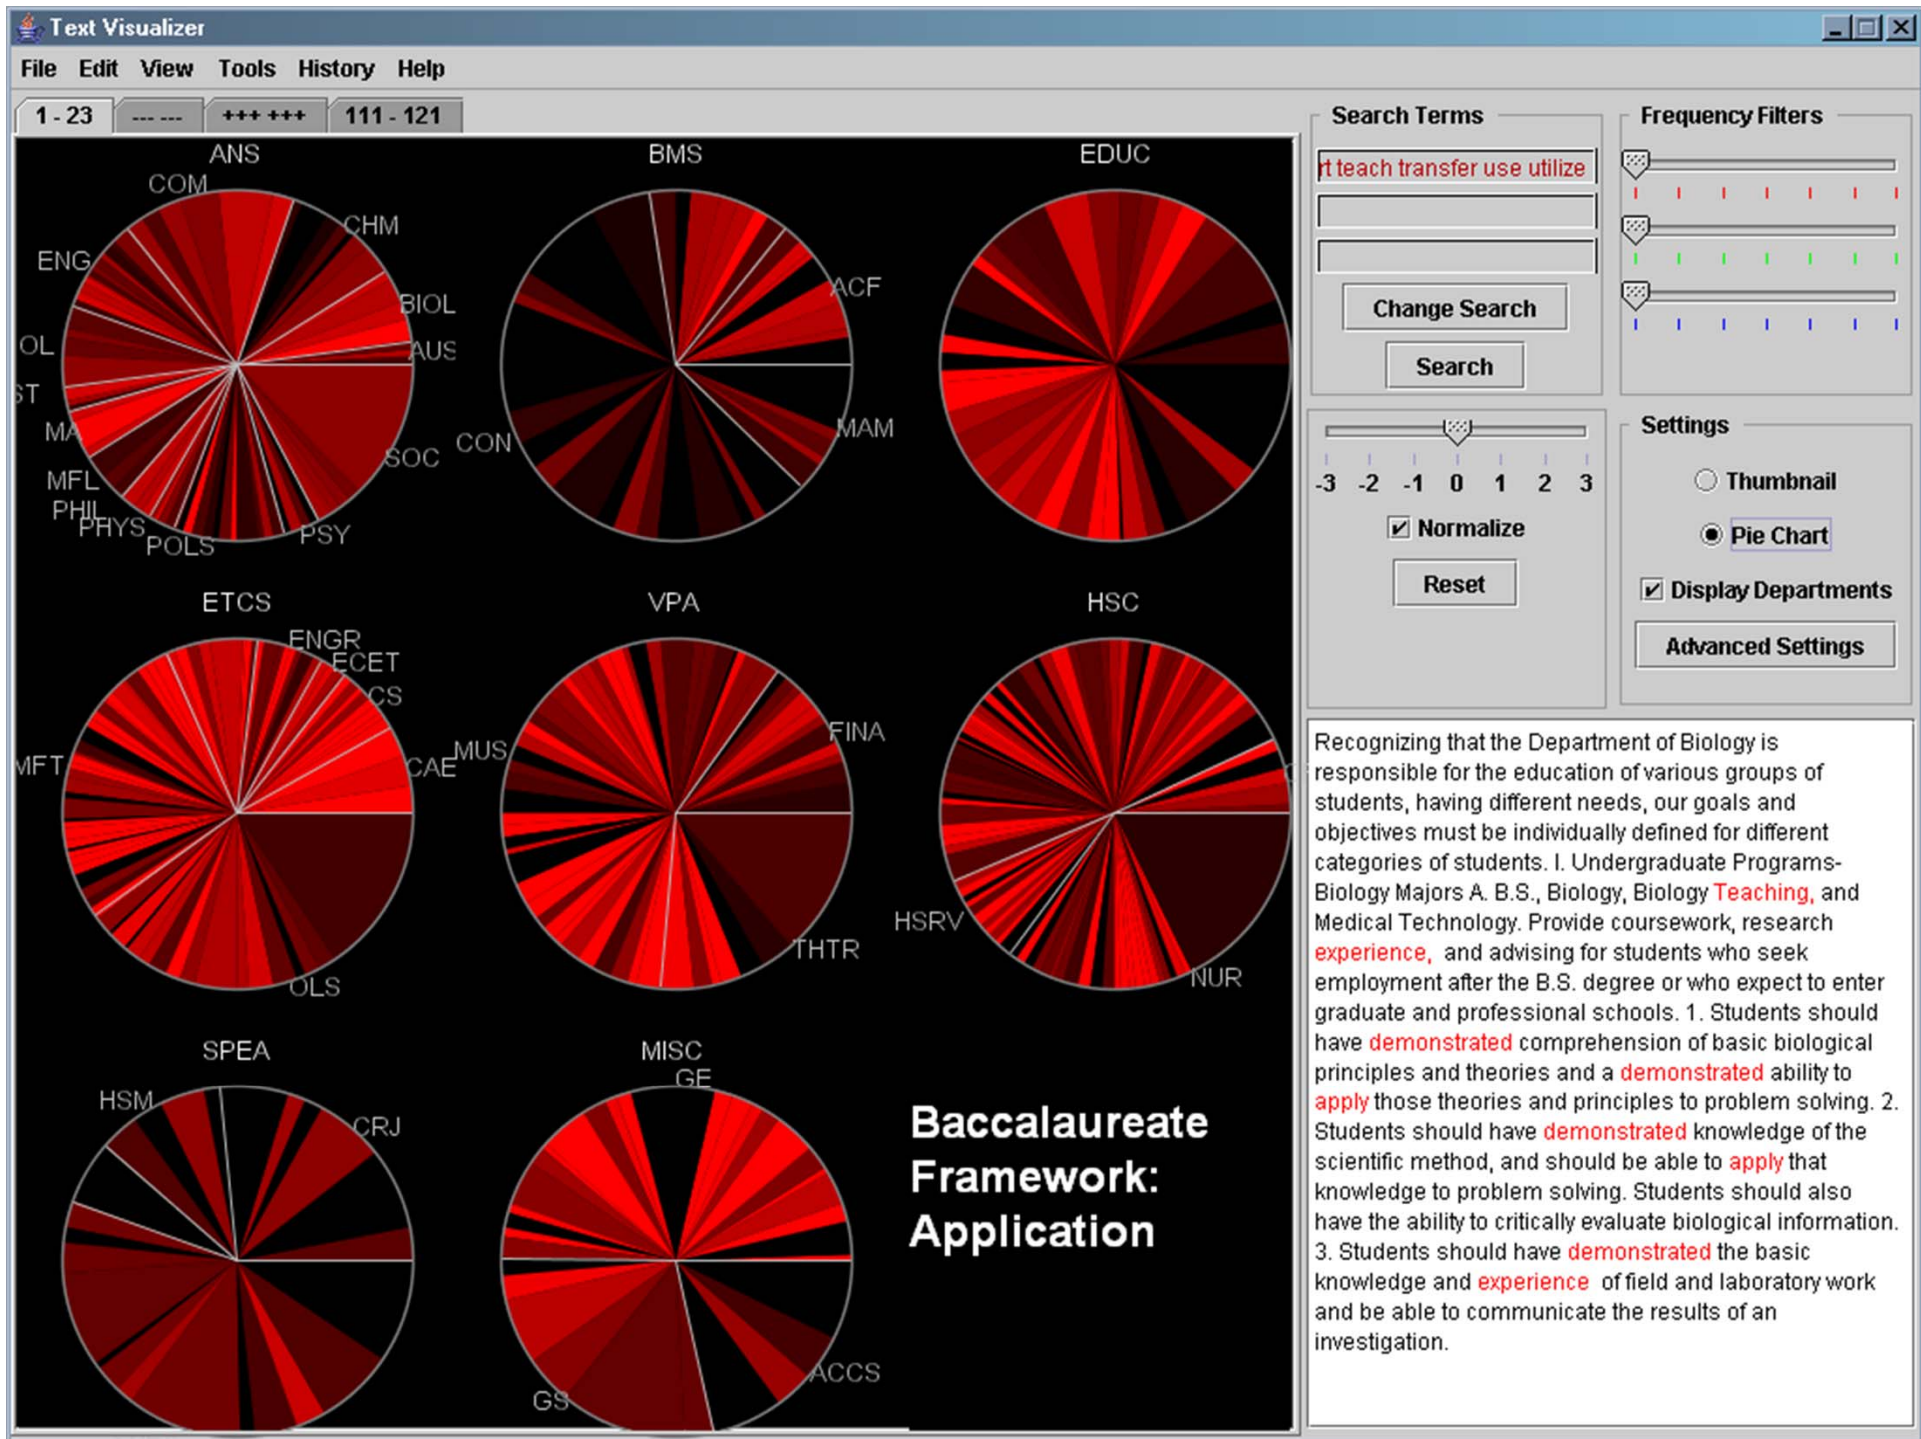 Text Visualizer
File Edit View Tools History Help
1 - 23 --- --- +++ +++ 111 - 121
ANS
COM
CHM
ENG
BIOL
OL
AUS
ST
MA
SOC
MFL
PHIL
PHYS
POLS
PSY
BMS
ACF
CON
MAM
EDUC
ETCS
ENGR
ECET
CS
MFT
CAE
OLS
VPA
FINA
MUS
THTR
HSC
HSRV
NUR
SPEA
HSM
CRJ
MISC
GE
GS
ACCS
Baccalaureate
Framework:
Application
Search Terms
rt teach transfer use utilize
Change Search
Search
Frequency Filters
-3 -2 -1 0 1 2 3
Normalize
Reset
Settings
Thumbnail
Pie Chart
Display Departments
Advanced Settings
Recognizing that the Department of Biology is
responsible for the education of various groups of
students, having different needs, our goals and
objectives must be individually defined for different
categories of students. I. Undergraduate Programs-
Biology Majors A. B.S., Biology, Biology Teaching, and
Medical Technology. Provide coursework, research
experience, and advising for students who seek
employment after the B.S. degree or who expect to enter
graduate and professional schools. 1. Students should
have demonstrated comprehension of basic biological
principles and theories and a demonstrated ability to
apply those theories and principles to problem solving. 2.
Students should have demonstrated knowledge of the
scientific method, and should be able to apply that
knowledge to problem solving. Students should also
have the ability to critically evaluate biological information.
3. Students should have demonstrated the basic
knowledge and experience of field and laboratory work
and be able to communicate the results of an
investigation.